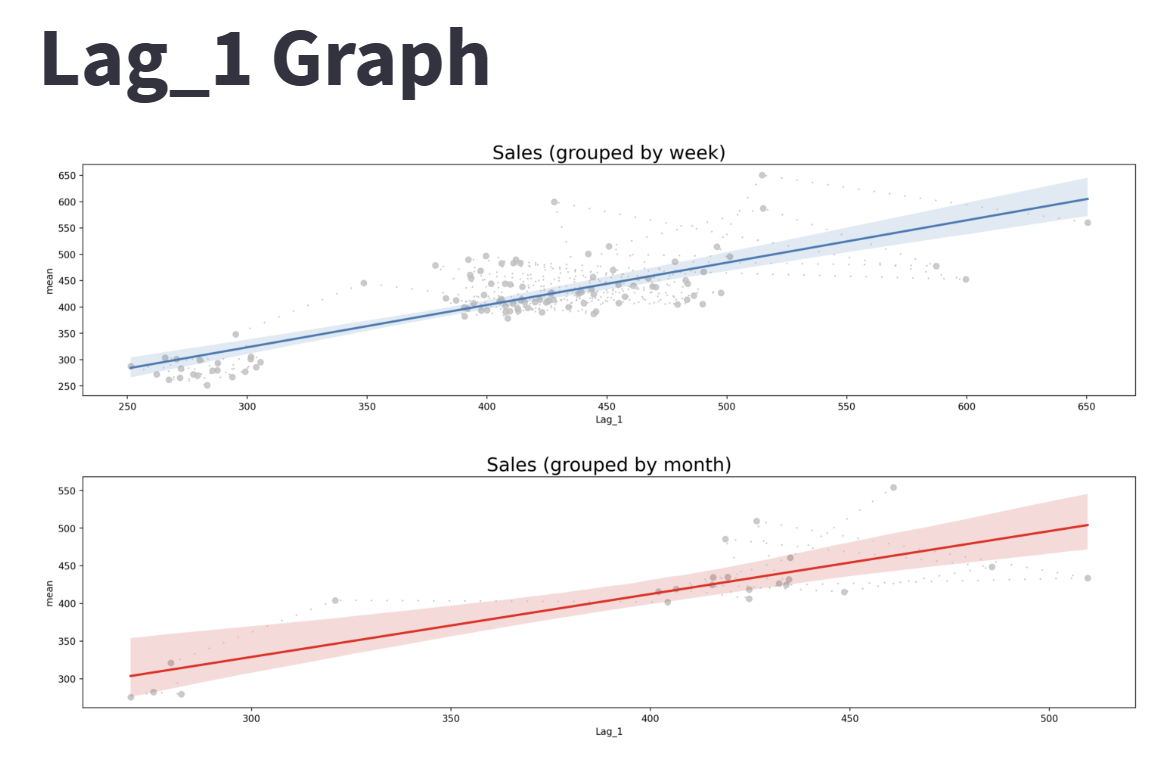 Lag_1 Graph
Sales (grouped by week)
650
600
550
500
450
400
350
300
250
mean
250 300 350 400 450 500 550 600 650
Lag_1
Sales (grouped by month)
550
500
450
400
350
300
mean
300 350 400 450 500
Lag_1